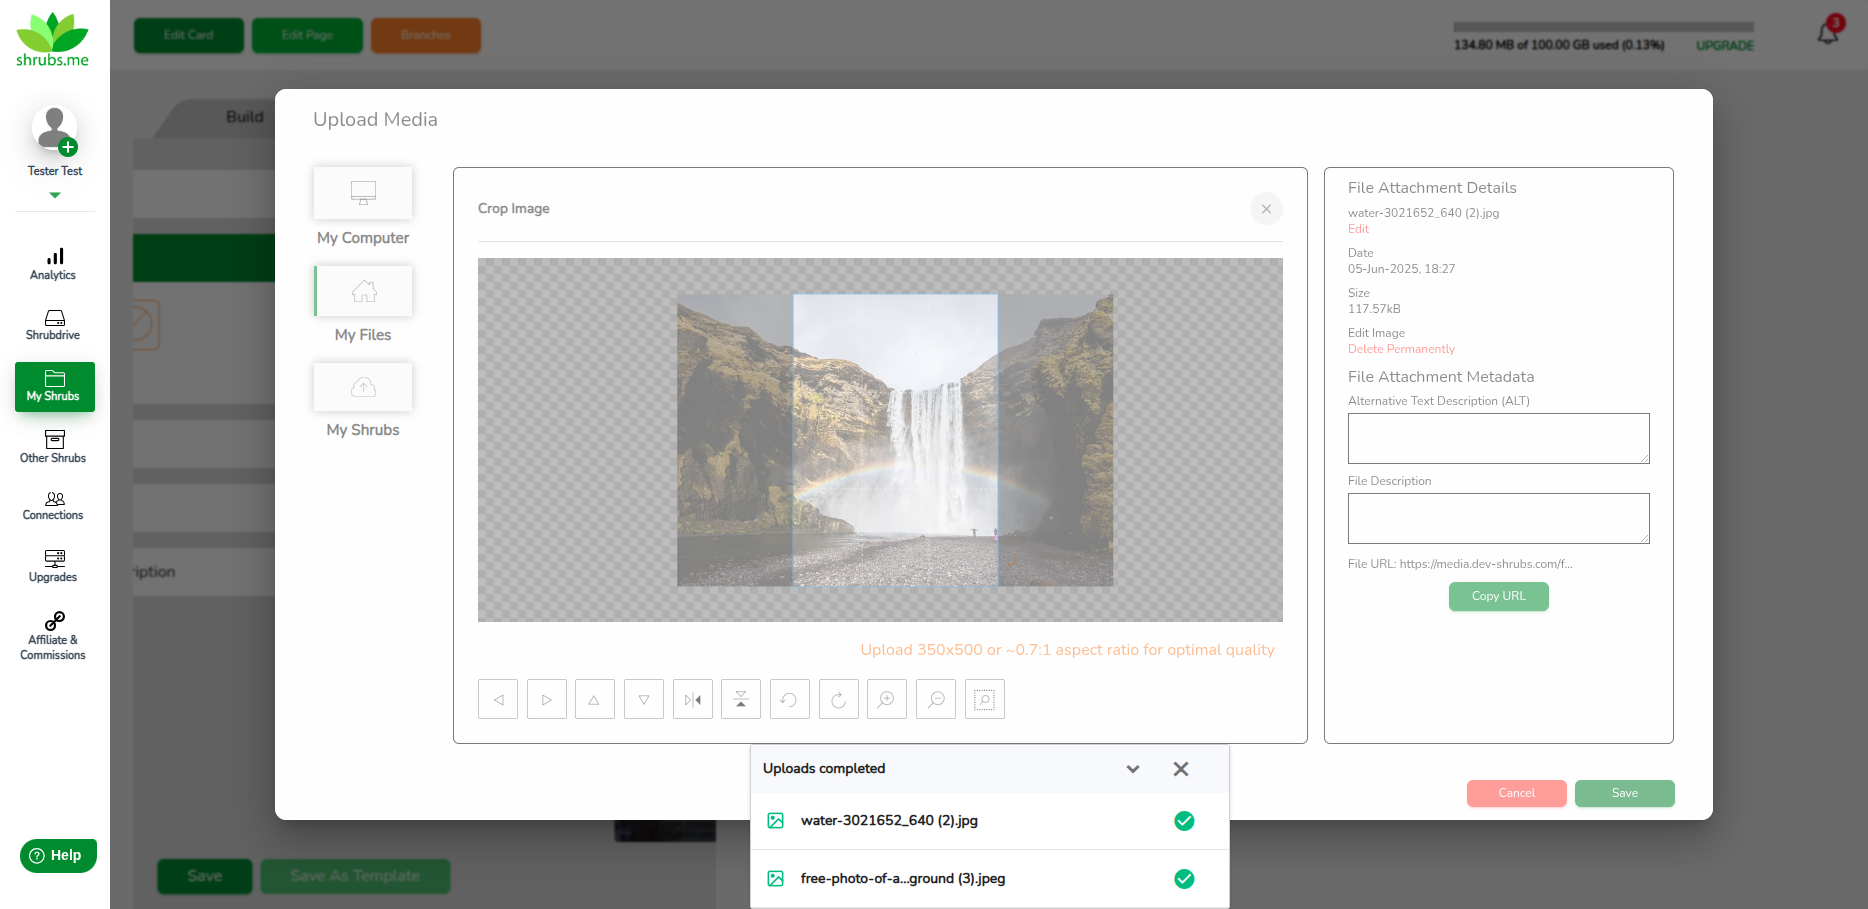 shrubs.me
Edit Card
Edit Page
Branches
134.80 MB of 100.00 GB used (0.13%)
UPGRADE
3
Tester Test
Analytics
Shrubdrive
My Shrubs
Other Shrubs
Connections
Upgrades
Affiliate &
Commissions
Help
Build
Upload Media
My Computer
My Files
My Shrubs
Crop Image
Upload 350x500 or ~0.7:1 aspect ratio for optimal quality
File Attachment Details
water-3021652_640 (2).jpg
Edit
Date
05-Jun-2025, 18:27
Size
117.57kB
Edit Image
Delete Permanently
File Attachment Metadata
Alternative Text Description (ALT)
File Description
File URL: https://media.dev-shrubs.com/f...
Copy URL
Cancel
Save
ription
Uploads completed
water-3021652_640 (2).jpg
free-photo-of-a...ground (3).jpeg
Save
Save As Template